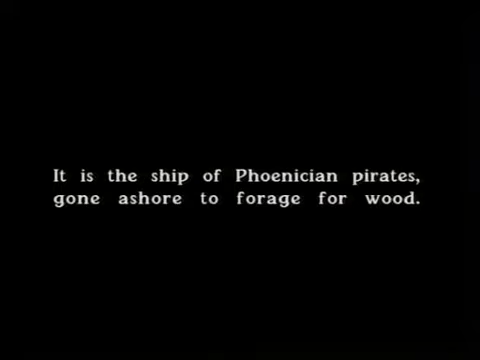 It is the ship of Phoenician pirates,
gone ashore to forage for wood.